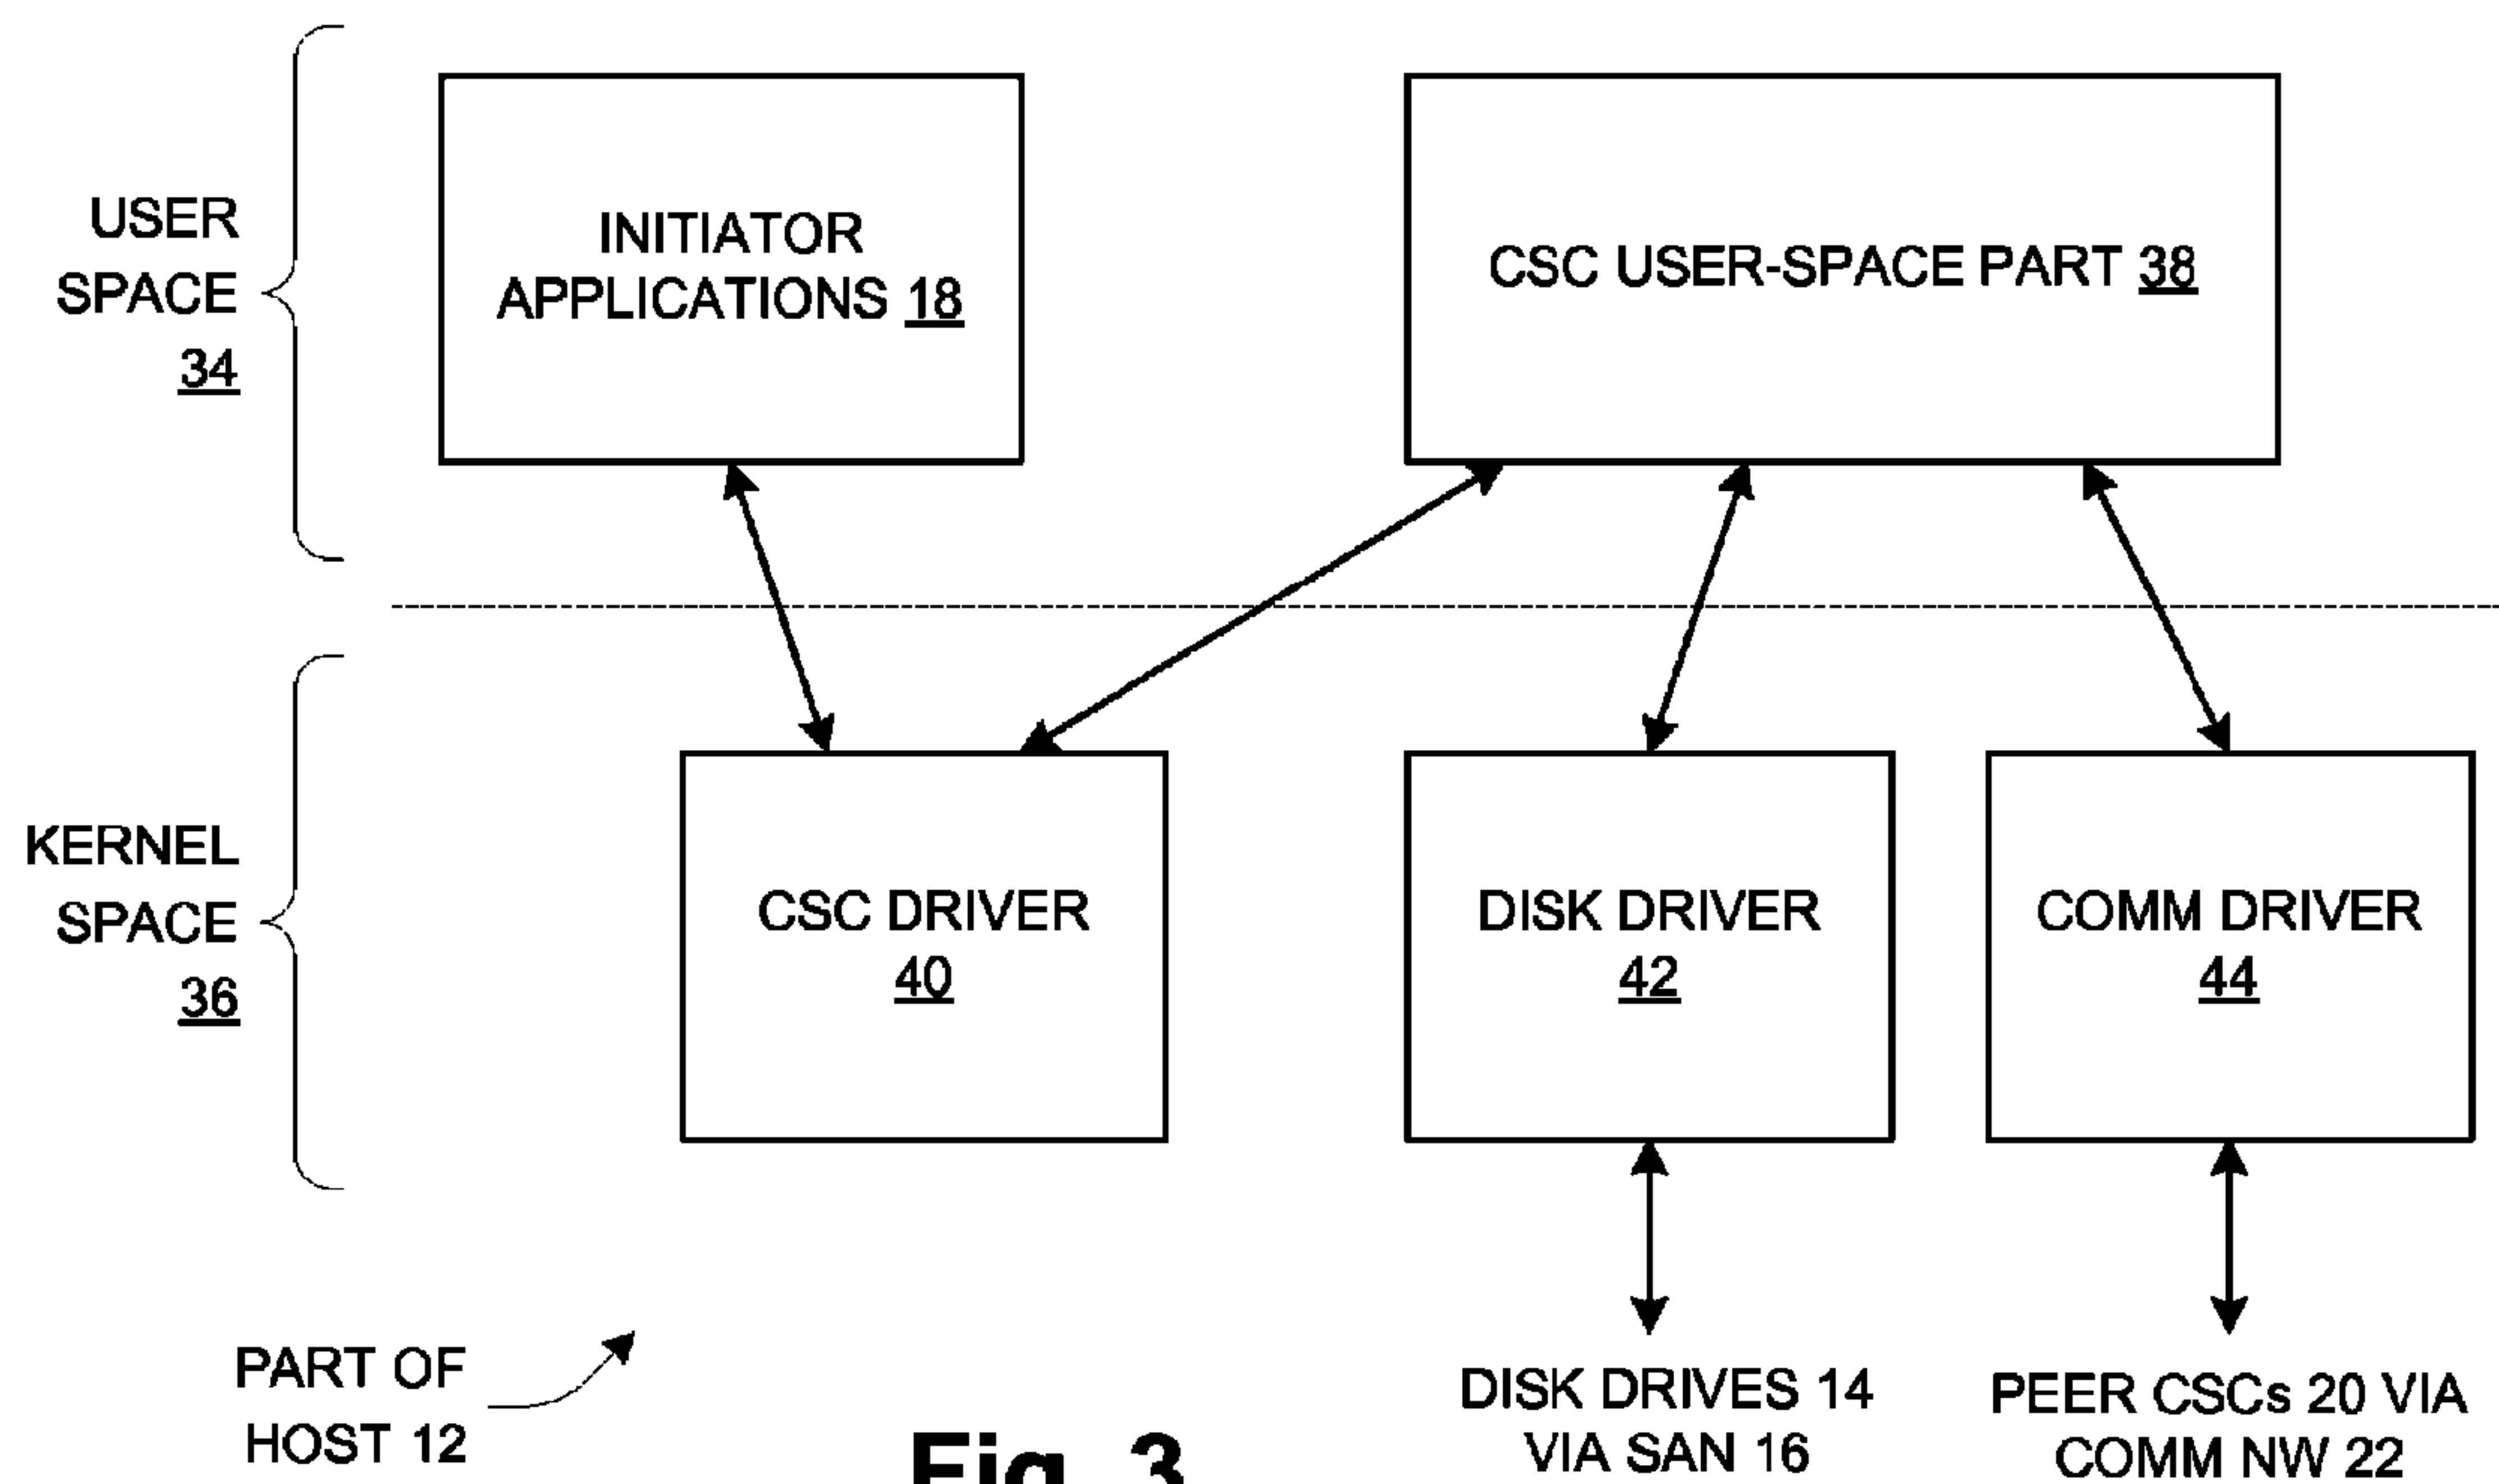 USER
SPACE
34
INITIATOR
APPLICATIONS 18
CSC USER-SPACE PART 38
KERNEL
SPACE
36
CSC DRIVER
40
DISK DRIVER
42
COMM DRIVER
44
PART OF
HOST 12
DISK DRIVES 14
VIA SAN 16
PEER CSCs 20 VIA
COMM NW 22
Fig. 3